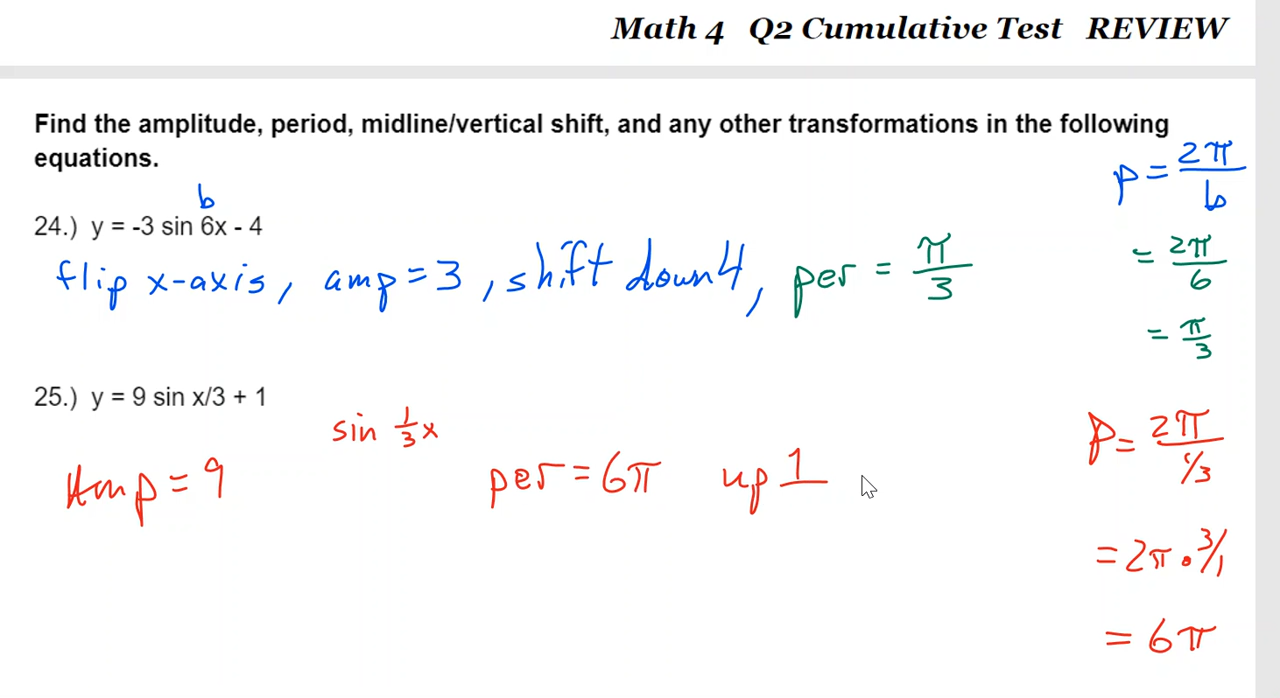 Math 4 Q2 Cumulative Test REVIEW
Find the amplitude, period, midline/vertical shift, and any other transformations in the following
equations.
p = 2π/b
b
24.) y = -3 sin 6x - 4
= 2π/6
flip x-axis, amp = 3, shift down 4, per = π/3
= π/3
25.) y = 9 sin x/3 + 1
sin 1/3 x
P = 2π/(1/3)
Amp = 9 per = 6π up 1
= 2π • 3/1
= 6π